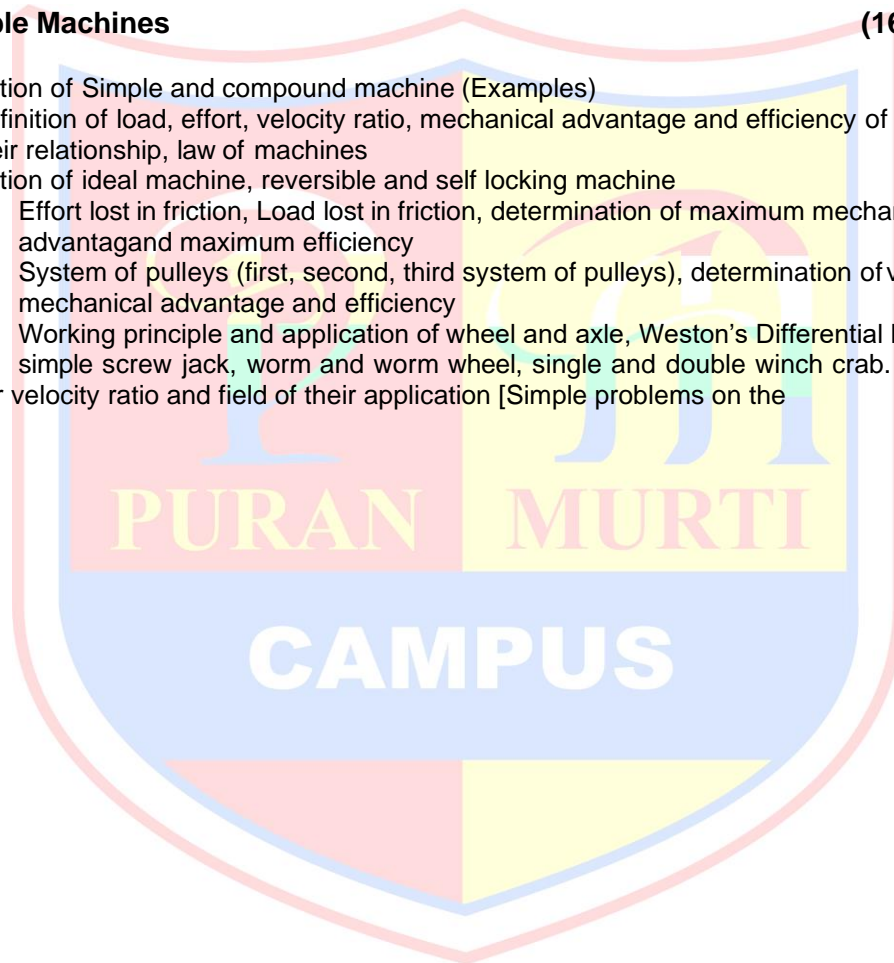 ple Machines (16
tion of Simple and compound machine (Examples)
finition of load, effort, velocity ratio, mechanical advantage and efficiency of
eir relationship, law of machines
tion of ideal machine, reversible and self locking machine
Effort lost in friction, Load lost in friction, determination of maximum mecha
advantagand maximum efficiency
System of pulleys (first, second, third system of pulleys), determination of v
mechanical advantage and efficiency
Working principle and application of wheel and axle, Weston’s Differential
simple screw jack, worm and worm wheel, single and double winch crab.
r velocity ratio and field of their application [Simple problems on the
PURAN MURTI
CAMPUS